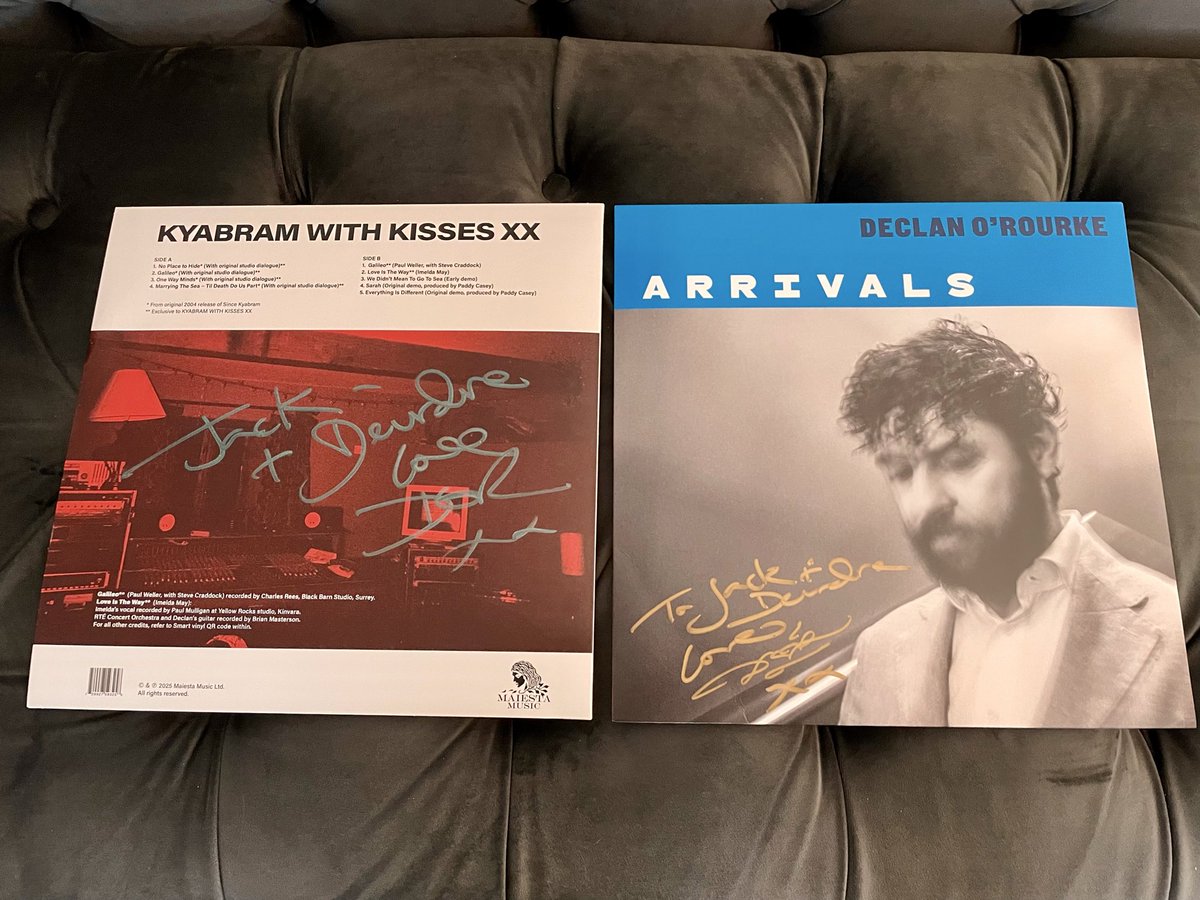 KYABRAM WITH KISSES XX
SIDE A
1. No Place to Hide* (With original studio dialogue)**
2. Galileo* (With original studio dialogue)**
3. One Way Minds* (With original studio dialogue)**
4. Marrying The Sea – Til Death Do Us Part* (With original studio dialogue)**
* From original 2004 release of Since Kyabram
** Exclusive to KYABRAM WITH KISSES XX
SIDE B
1. Galileo** (Paul Weller, with Steve Craddock)
2. Love Is The Way** (Imelda May)
3. We Didn't Mean To Go To Sea (Early demo)
4. Sarah (Original demo, produced by Paddy Casey)
5. Everything Is Different (Original demo, produced by Paddy Casey)
Jack
x Deirdre
Love
xx
Galileo** (Paul Weller, with Steve Craddock) recorded by Charles Rees, Black Barn Studio, Surrey.
Love Is The Way** (Imelda May):
Imelda's vocal recorded by Paul Mulligan at Yellow Rocks studio, Kinvara.
RTÉ Concert Orchestra and Declan's guitar recorded by Brian Masterson.
For all other credits, refer to Smart vinyl QR code within.
© & ℗ 2025 Maiesta Music Ltd.
All rights reserved.
MAIESTA
MUSIC
DECLAN O'ROURKE
ARRIVALS
To Jack +
Deirdre
Love
xx